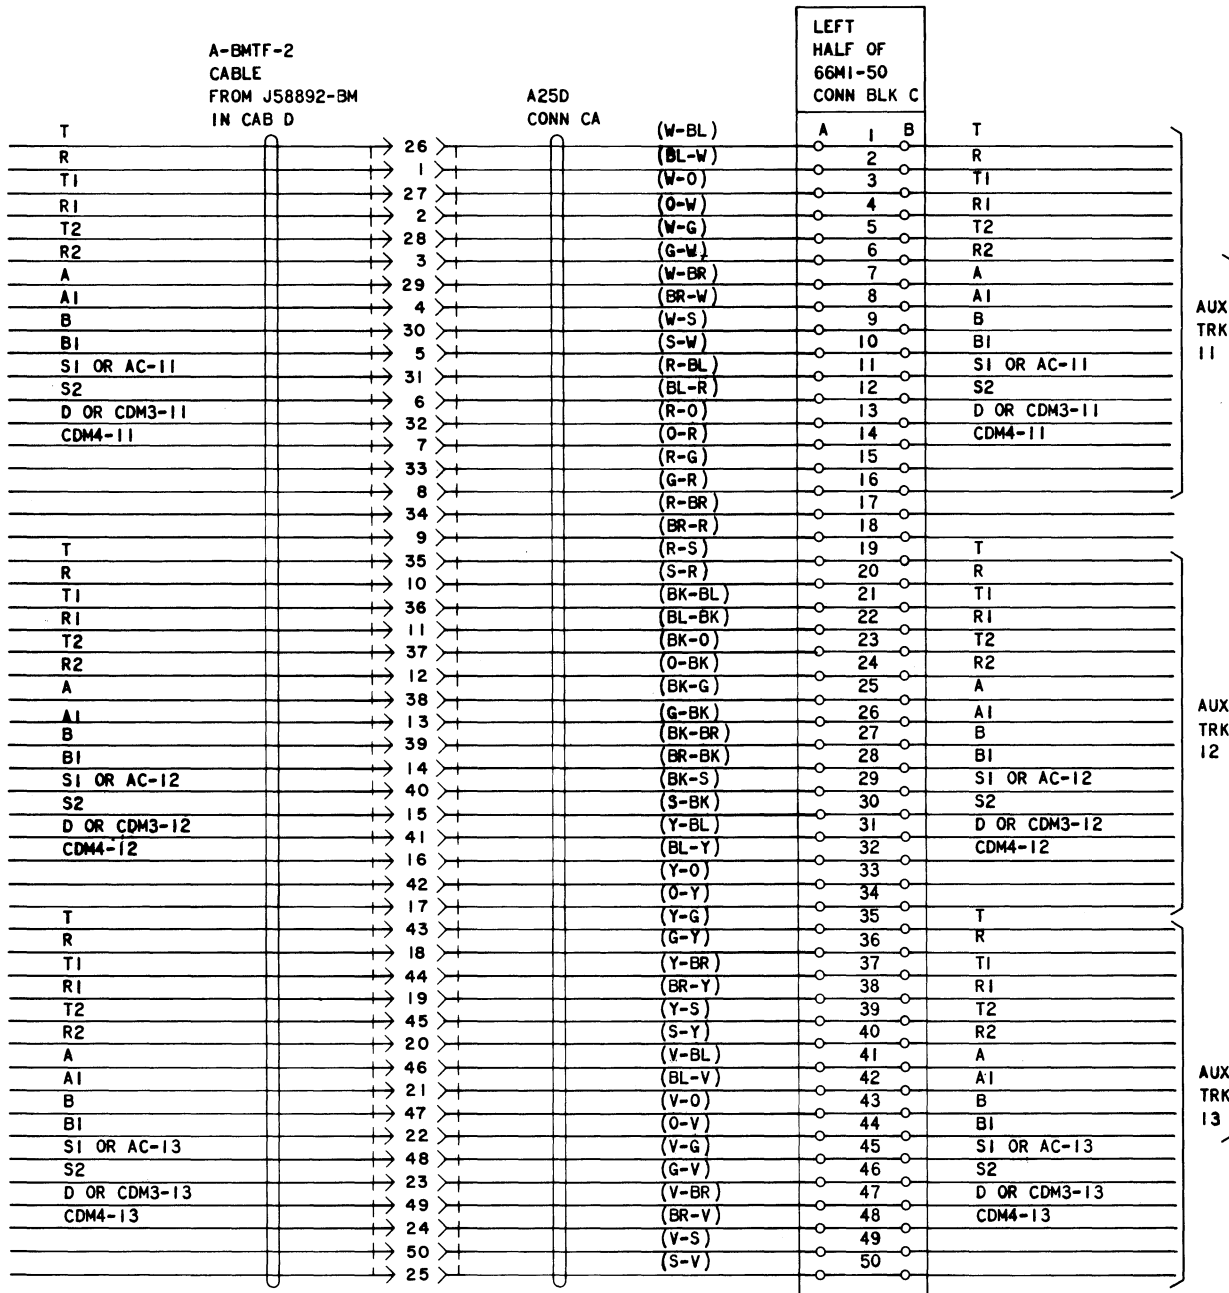 A-BMTF-2
CABLE
FROM J58892-BM
IN CAB D
A25D
CONN CA
LEFT
HALF OF
66M1-50
CONN BLK C
A B
T 26 (W-BL) 1 T
R 1 (BL-W) 2 R
T1 27 (W-O) 3 T1
R1 2 (O-W) 4 R1
T2 28 (W-G) 5 T2
R2 3 (G-W) 6 R2
A 29 (W-BR) 7 A
A1 4 (BR-W) 8 A1
B 30 (W-S) 9 B
B1 5 (S-W) 10 B1
S1 OR AC-11 31 (R-BL) 11 S1 OR AC-11
S2 6 (BL-R) 12 S2
D OR CDM3-11 32 (R-O) 13 D OR CDM3-11
CDM4-11 7 (O-R) 14 CDM4-11
33 (R-G) 15
8 (G-R) 16
AUX
TRK
11
34 (R-BR) 17
9 (BR-R) 18
T 35 (R-S) 19 T
R 10 (S-R) 20 R
T1 36 (BK-BL) 21 T1
R1 11 (BL-BK) 22 R1
T2 37 (BK-O) 23 T2
R2 12 (O-BK) 24 R2
A 38 (BK-G) 25 A
A1 13 (G-BK) 26 A1
B 39 (BK-BR) 27 B
B1 14 (BR-BK) 28 B1
S1 OR AC-12 40 (BK-S) 29 S1 OR AC-12
S2 15 (S-BK) 30 S2
D OR CDM3-12 41 (Y-BL) 31 D OR CDM3-12
CDM4-12 16 (BL-Y) 32 CDM4-12
42 (Y-O) 33
17 (O-Y) 34
AUX
TRK
12
T 43 (Y-G) 35 T
R 18 (G-Y) 36 R
T1 44 (Y-BR) 37 T1
R1 19 (BR-Y) 38 R1
T2 45 (Y-S) 39 T2
R2 20 (S-Y) 40 R2
A 46 (V-BL) 41 A
A1 21 (BL-V) 42 A1
B 47 (V-O) 43 B
B1 22 (O-V) 44 B1
S1 OR AC-13 48 (V-G) 45 S1 OR AC-13
S2 23 (G-V) 46 S2
D OR CDM3-13 49 (V-BR) 47 D OR CDM3-13
CDM4-13 24 (BR-V) 48 CDM4-13
50 (V-S) 49
25 (S-V) 50
AUX
TRK
13